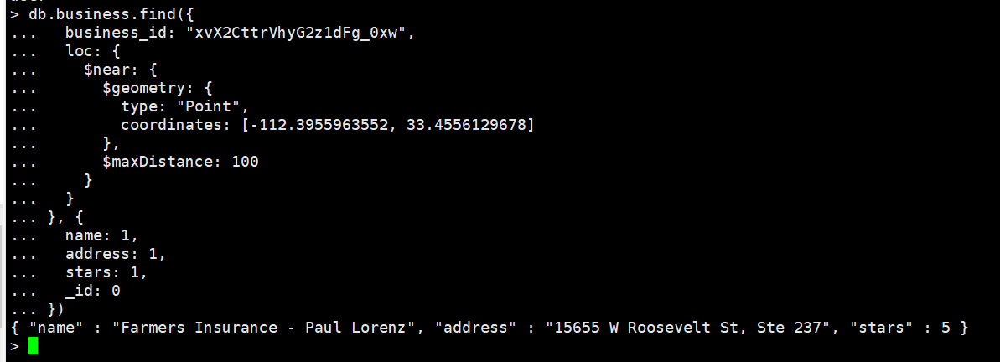 > db.business.find({
...   business_id: "xvX2CttrVhyG2z1dFg_0xw",
...   loc: {
...     $near: {
...       $geometry: {
...         type: "Point",
...         coordinates: [-112.3955963552, 33.4556129678]
...       },
...       $maxDistance: 100
...     }
...   }
... }, {
...   name: 1,
...   address: 1,
...   stars: 1,
...   _id: 0
... })
{ "name" : "Farmers Insurance - Paul Lorenz", "address" : "15655 W Roosevelt St, Ste 237", "stars" : 5 }
>